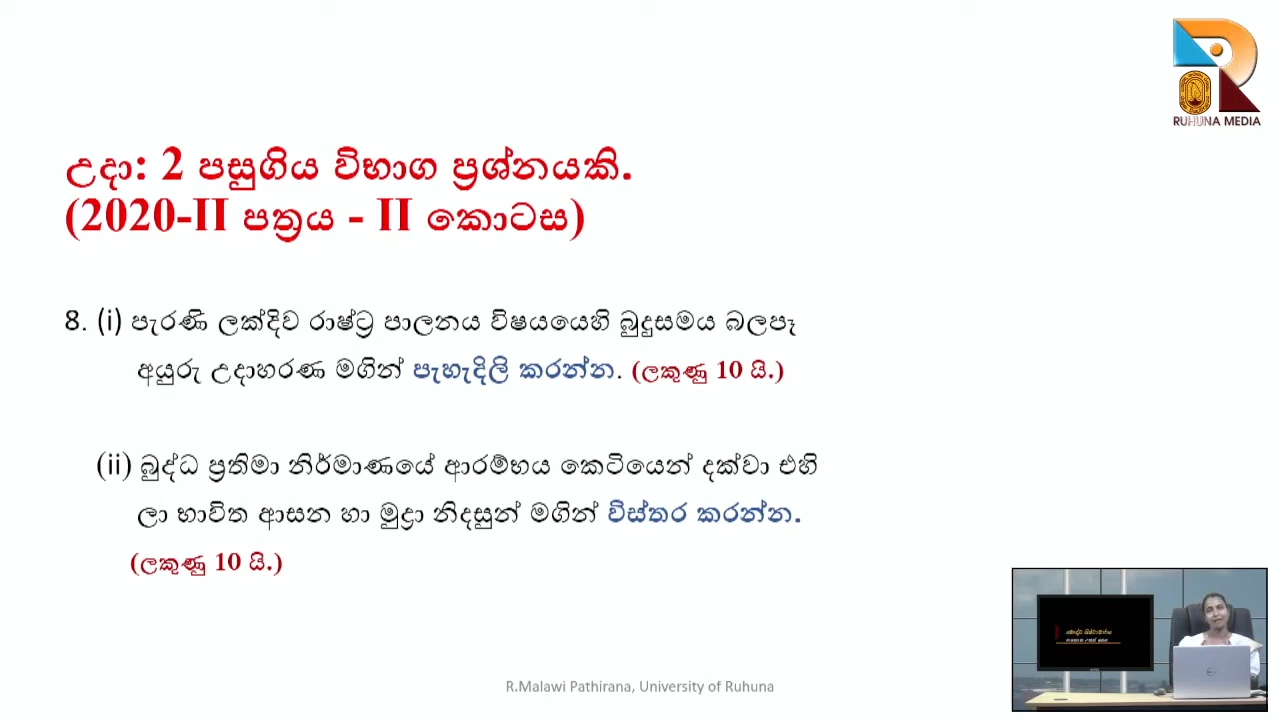 RUHUNA MEDIA
උදා: 2 පසුගිය විභාග ප්‍රශ්නයකි.
(2020-II පත්‍රය - II කොටස)
8. (i) පැරණි ලක්දිව රාෂ්ට්‍ර පාලනය විෂයයෙහි බුදුසමය බලපෑ
අයුරු උදාහරණ මගින් පැහැදිලි කරන්න. (ලකුණු 10 යි.)
(ii) බුද්ධ ප්‍රතිමා නිර්මාණයේ ආරම්භය කෙටියෙන් දක්වා එහි
ලා භාවිත ආසන හා මුද්‍රා නිදසුන් මගින් විස්තර කරන්න.
(ලකුණු 10 යි.)
R.Malawi Pathirana, University of Ruhuna